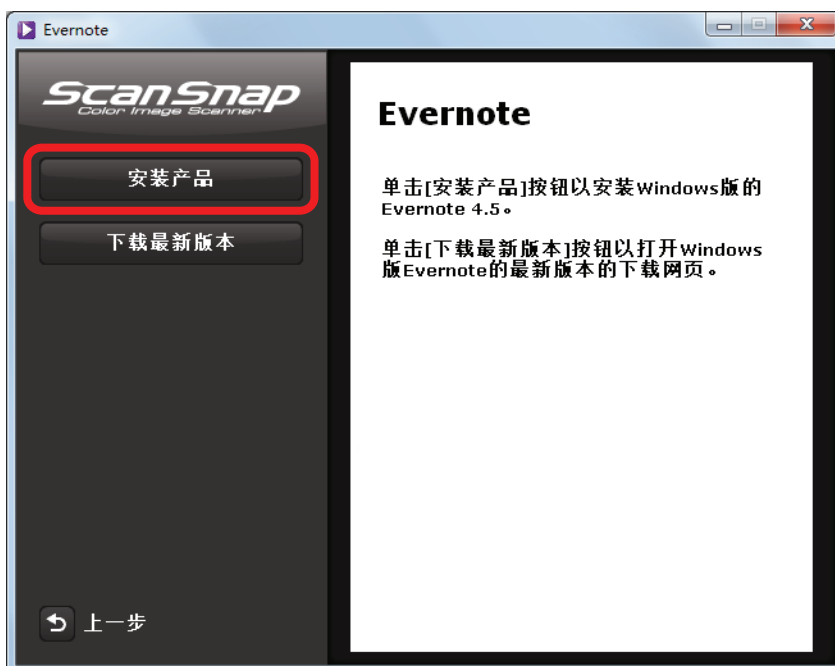 Evernote
ScanSnap
Color Image Scanner
安装产品
下载最新版本
上一步
Evernote
单击[安装产品]按钮以安装Windows版的
Evernote 4.5。
单击[下载最新版本]按钮以打开Windows
版Evernote的最新版本的下载网页。